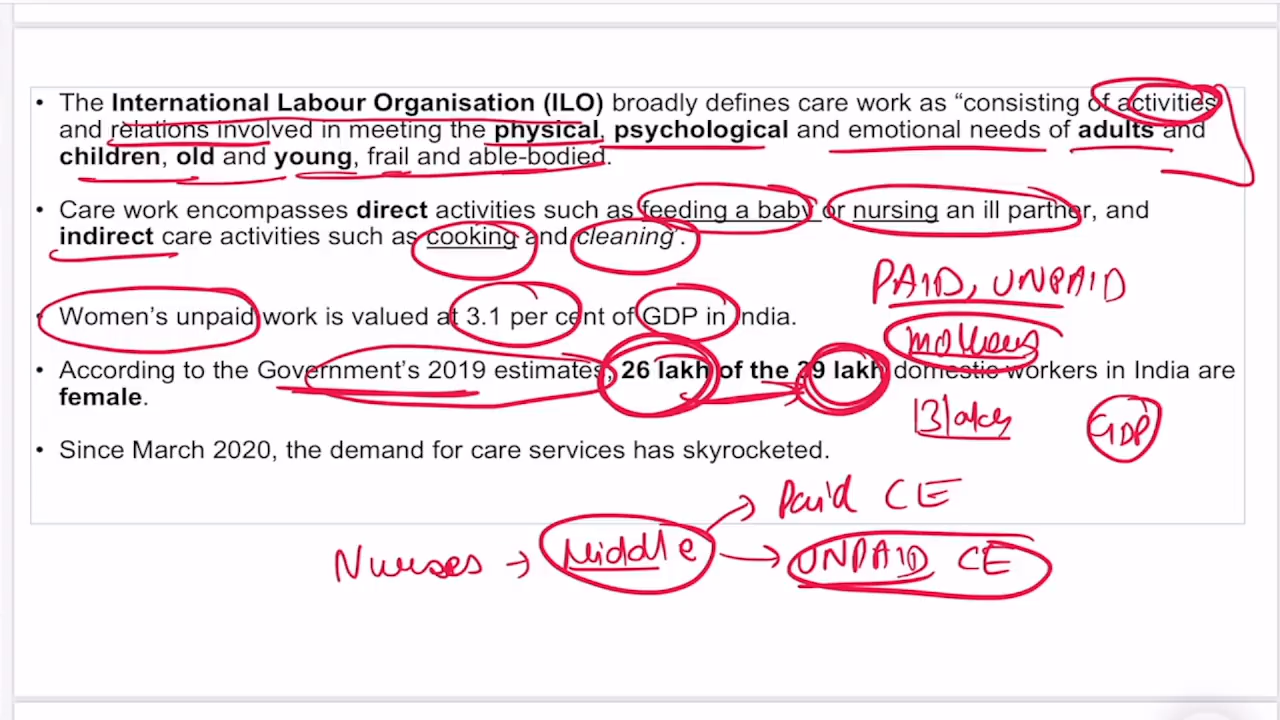 • The International Labour Organisation (ILO) broadly defines care work as “consisting of activities
and relations involved in meeting the physical, psychological and emotional needs of adults and
children, old and young, frail and able-bodied.
• Care work encompasses direct activities such as feeding a baby or nursing an ill partner, and
indirect care activities such as cooking and cleaning”.
PAID, UNPAID
• Women’s unpaid work is valued at 3.1 per cent of GDP in India.
mothers
• According to the Government’s 2019 estimates, 26 lakh of the 39 lakh domestic workers in India are
female.
13lakhs
GDP
• Since March 2020, the demand for care services has skyrocketed.
Paid CE
Nurses → Middle
UNPAID CE